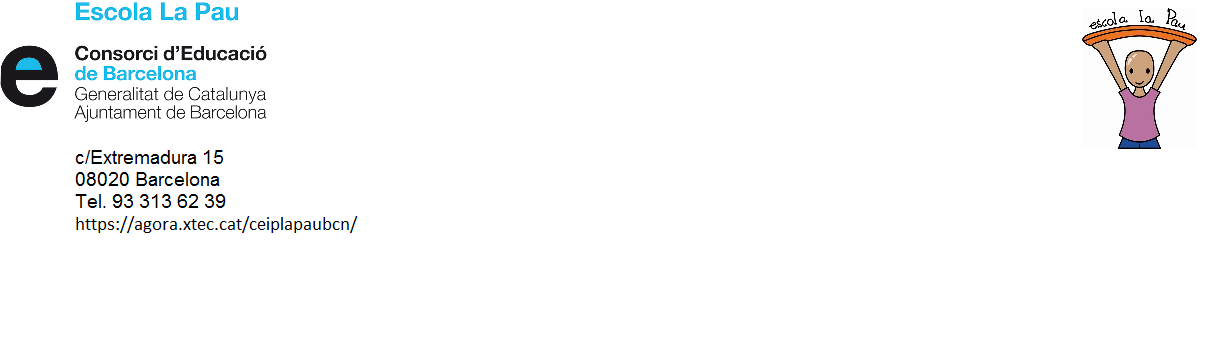 Escola La Pau
escola la Pau
Consorci d'Educació
de Barcelona
Generalitat de Catalunya
Ajuntament de Barcelona
c/Extremadura 15
08020 Barcelona
Tel. 93 313 62 39
https://agora.xtec.cat/ceiplapaubcn/